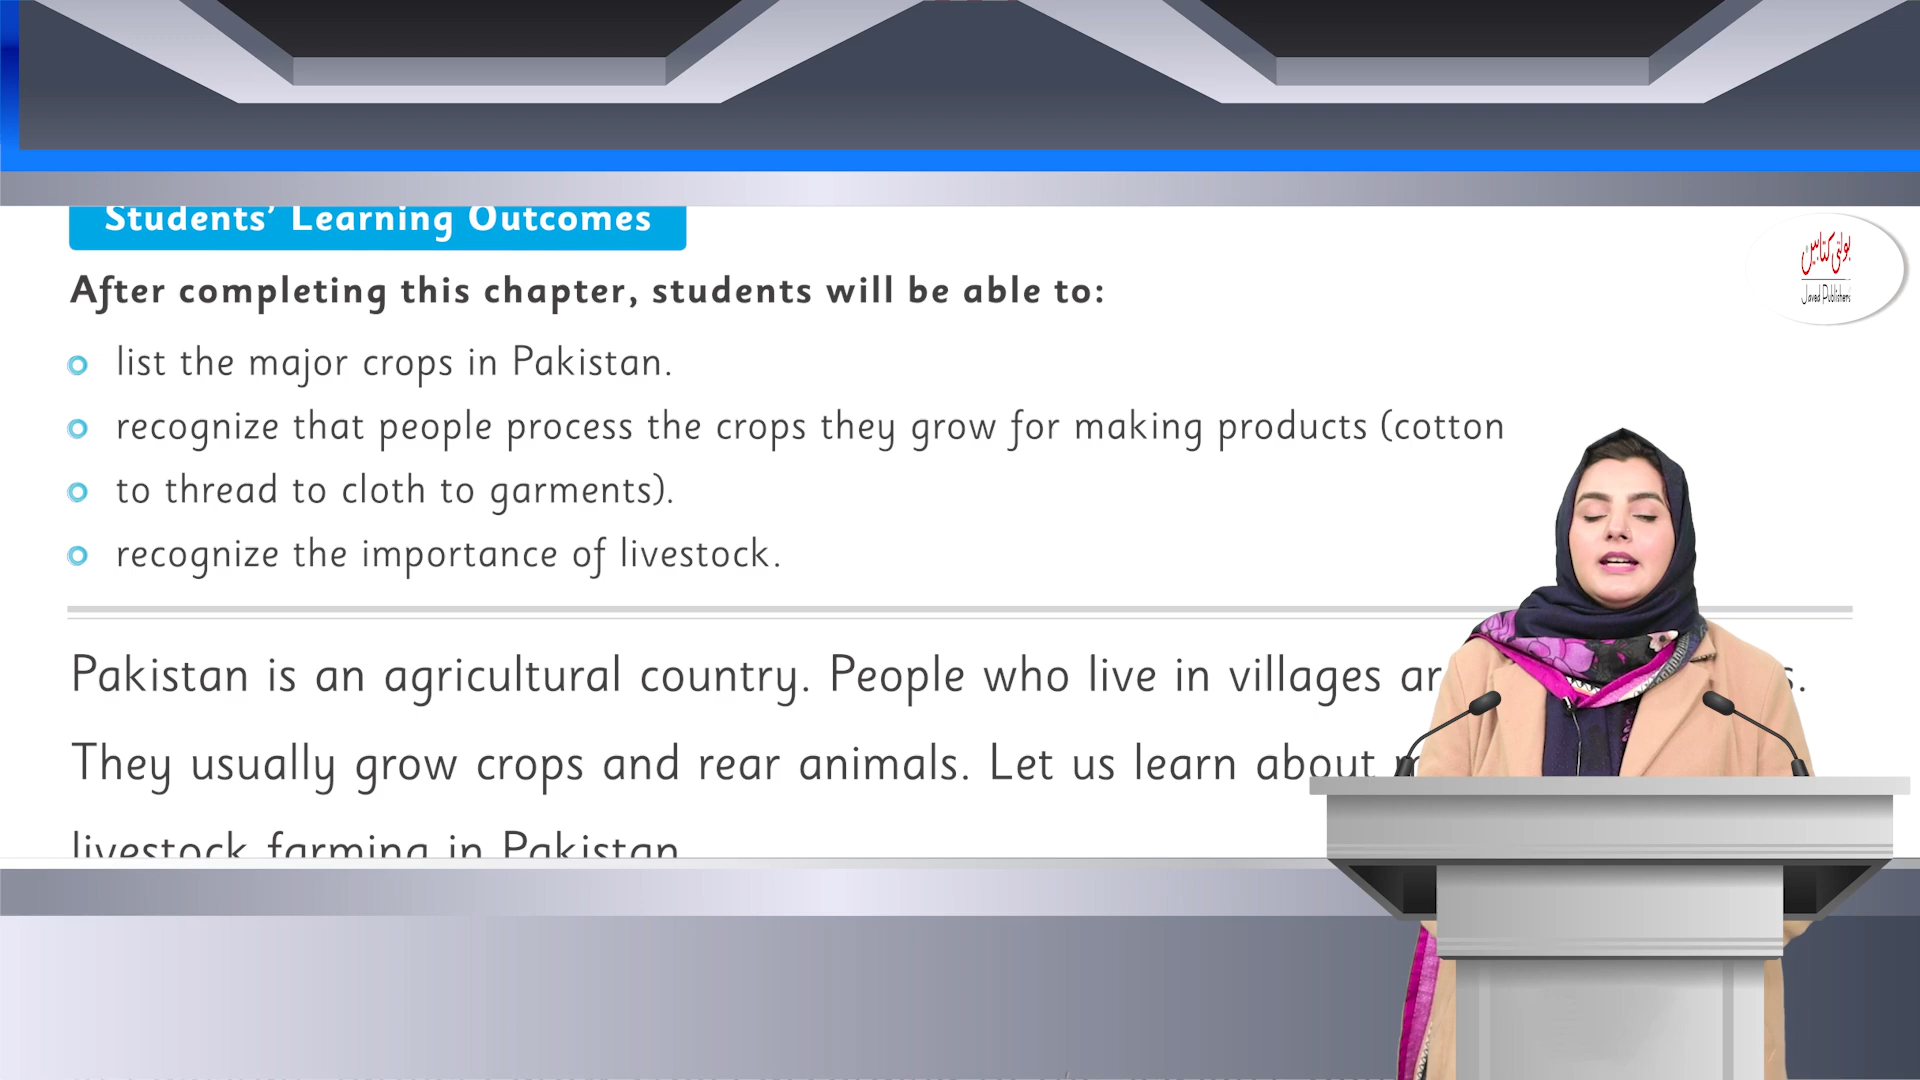 Students' Learning Outcomes
بولتی کتابیں
Javed Publishers
After completing this chapter, students will be able to:
list the major crops in Pakistan.
recognize that people process the crops they grow for making products (cotton
to thread to cloth to garments).
recognize the importance of livestock.
Pakistan is an agricultural country. People who live in villages
They usually grow crops and rear animals. Let us learn about
livestock farming in Pakistan